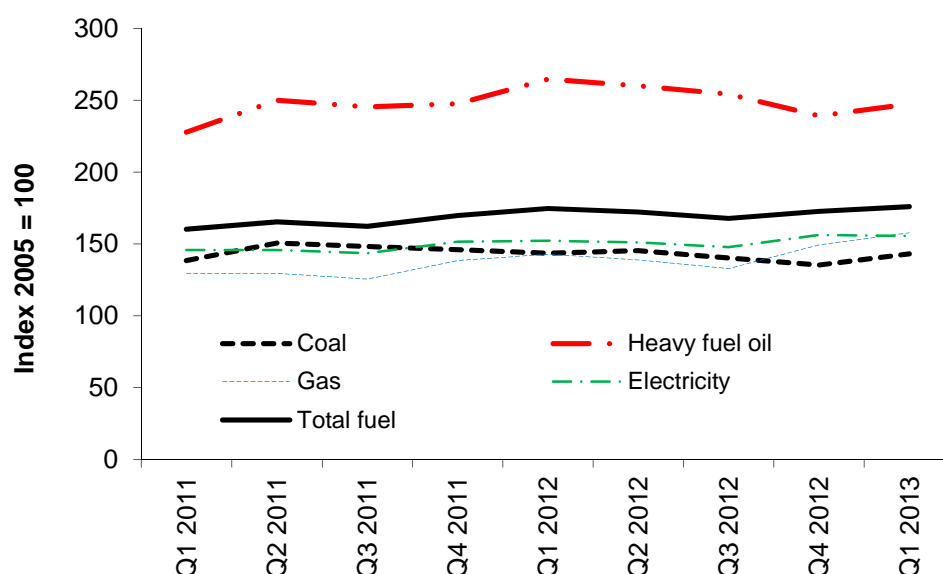 300
250
200
150
100
50
0
Index 2005 = 100
Coal
Heavy fuel oil
Gas
Electricity
Total fuel
Q1 2011
Q2 2011
Q3 2011
Q4 2011
Q1 2012
Q2 2012
Q3 2012
Q4 2012
Q1 2013